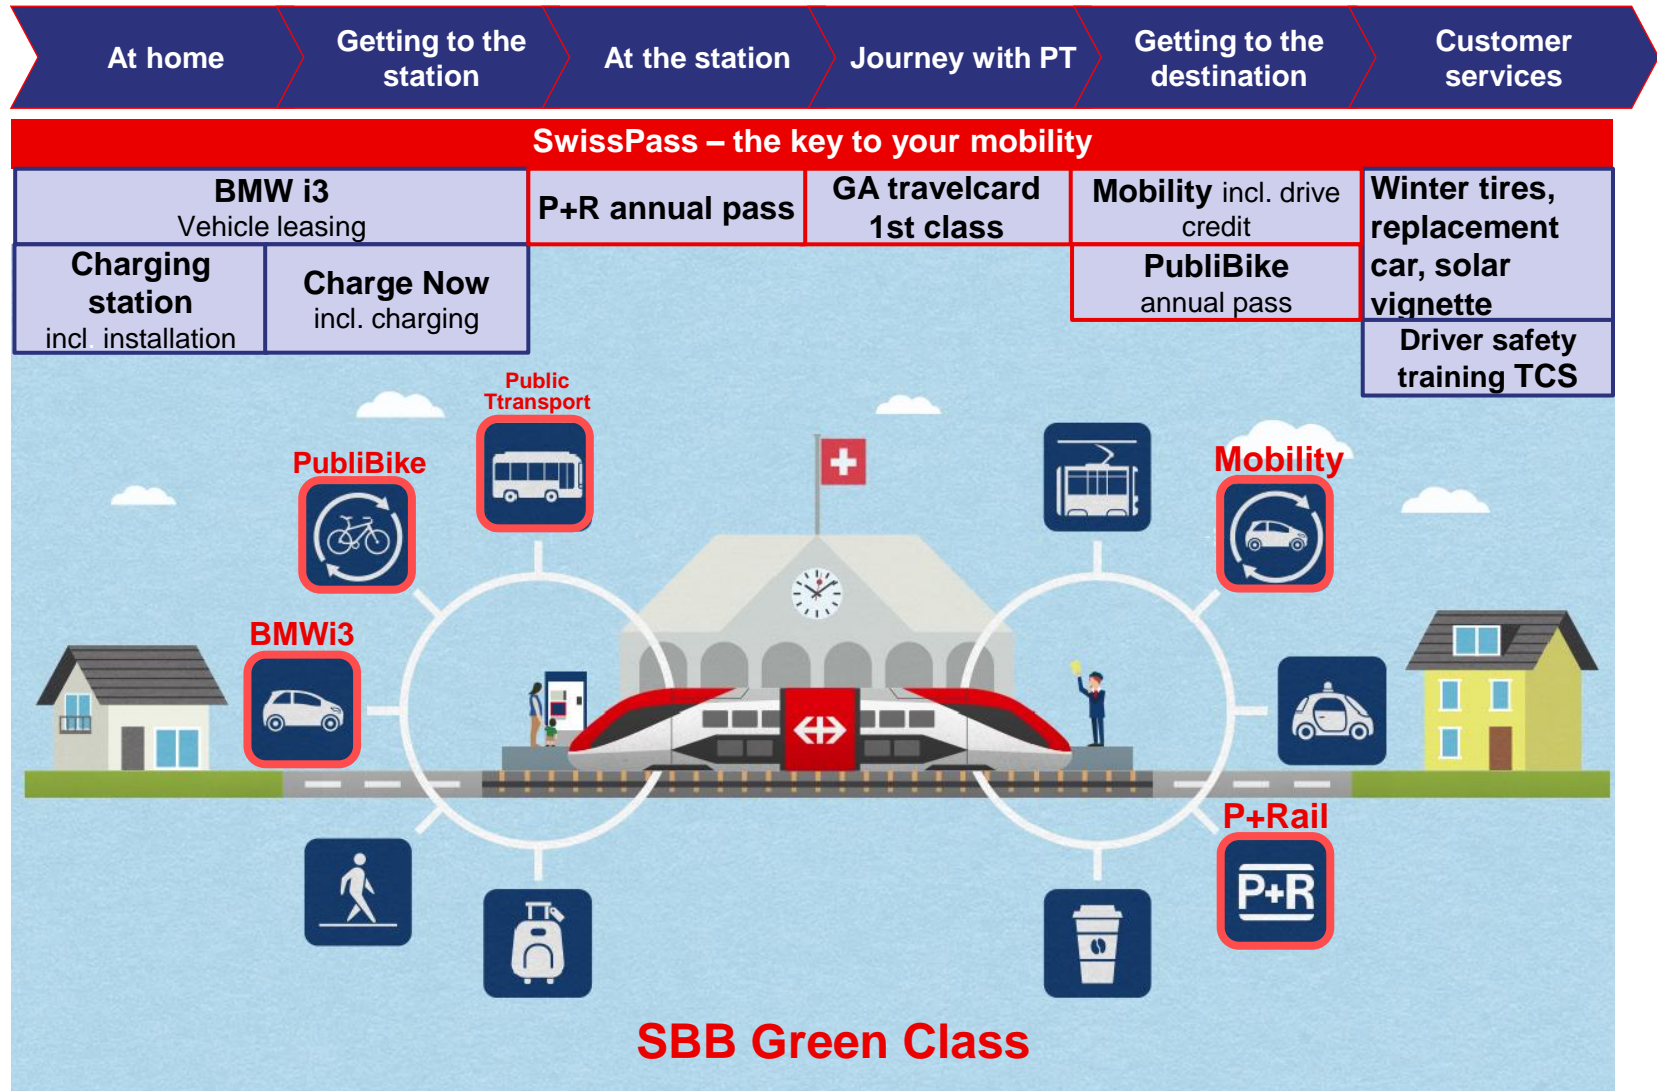 At home
Getting to the
station
At the station
Journey with PT
Getting to the
destination
Customer
services
SwissPass – the key to your mobility
BMW i3
Vehicle leasing
P+R annual pass
GA travelcard
1st class
Mobility incl. drive
credit
Winter tires,
replacement
car, solar
vignette
Charging
station
incl. installation
Charge Now
incl. charging
PubliBike
annual pass
Driver safety
training TCS
Public
Ttransport
PubliBike
Mobility
BMWi3
P+Rail
P+R
SBB Green Class